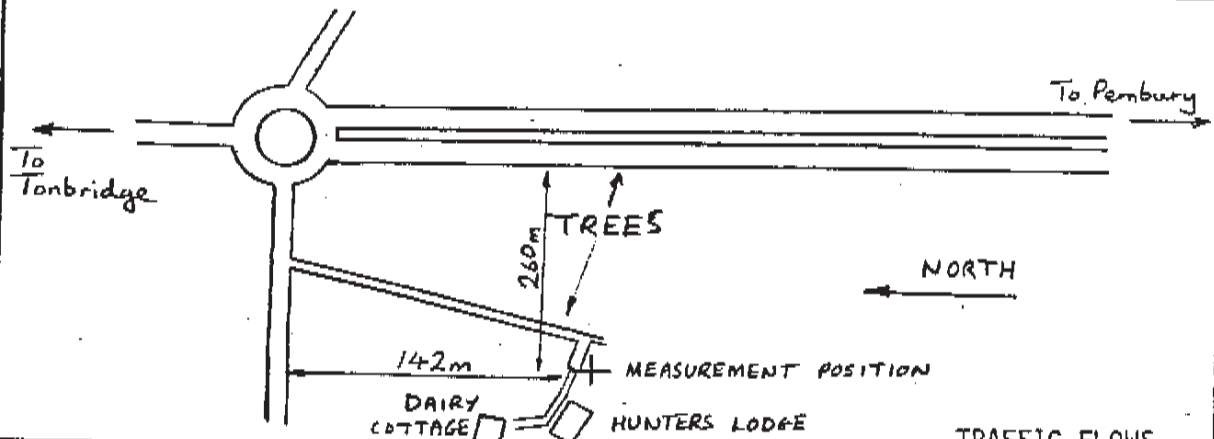 To Pembury
To
Tonbridge
TREES
260m
NORTH
142m
MEASUREMENT POSITION
DAIRY
COTTAGE
HUNTERS LODGE
TRAFFIC FLOWS